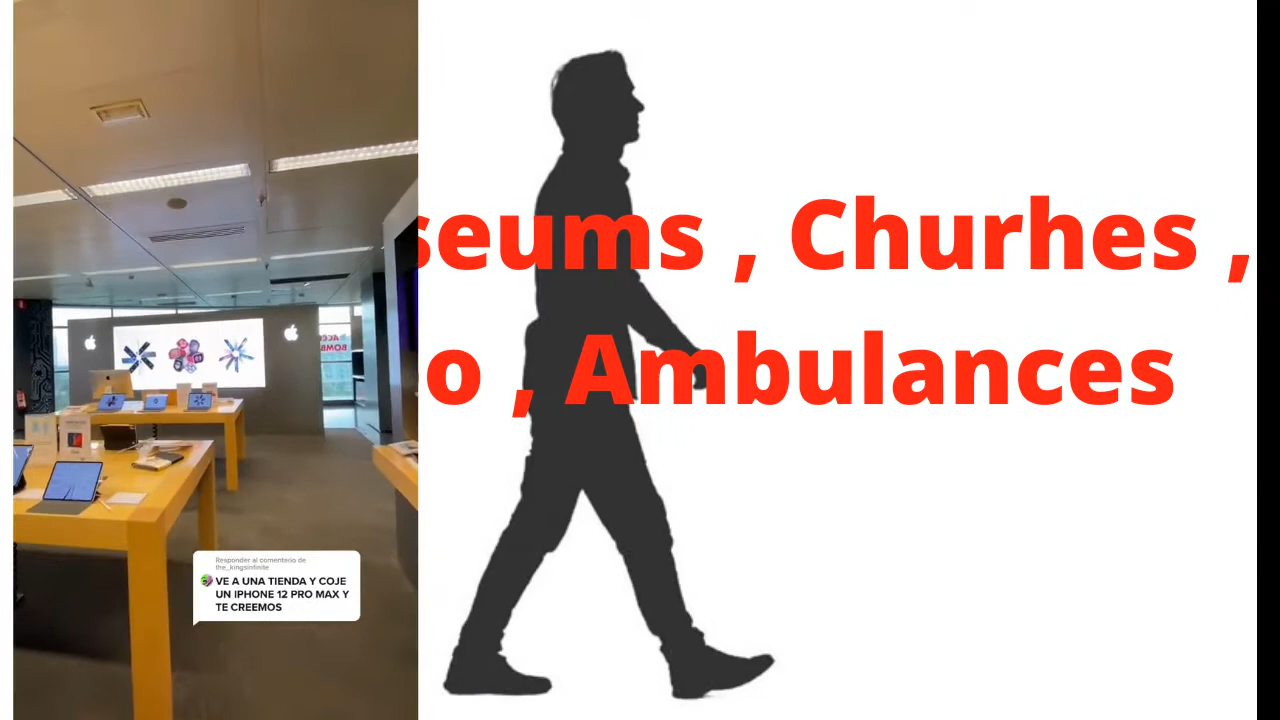 seums , Churhes ,
o , Ambulances
Responder al comentario de
the_kingsinfinite
VE A UNA TIENDA Y COJE
UN IPHONE 12 PRO MAX Y
TE CREEMOS